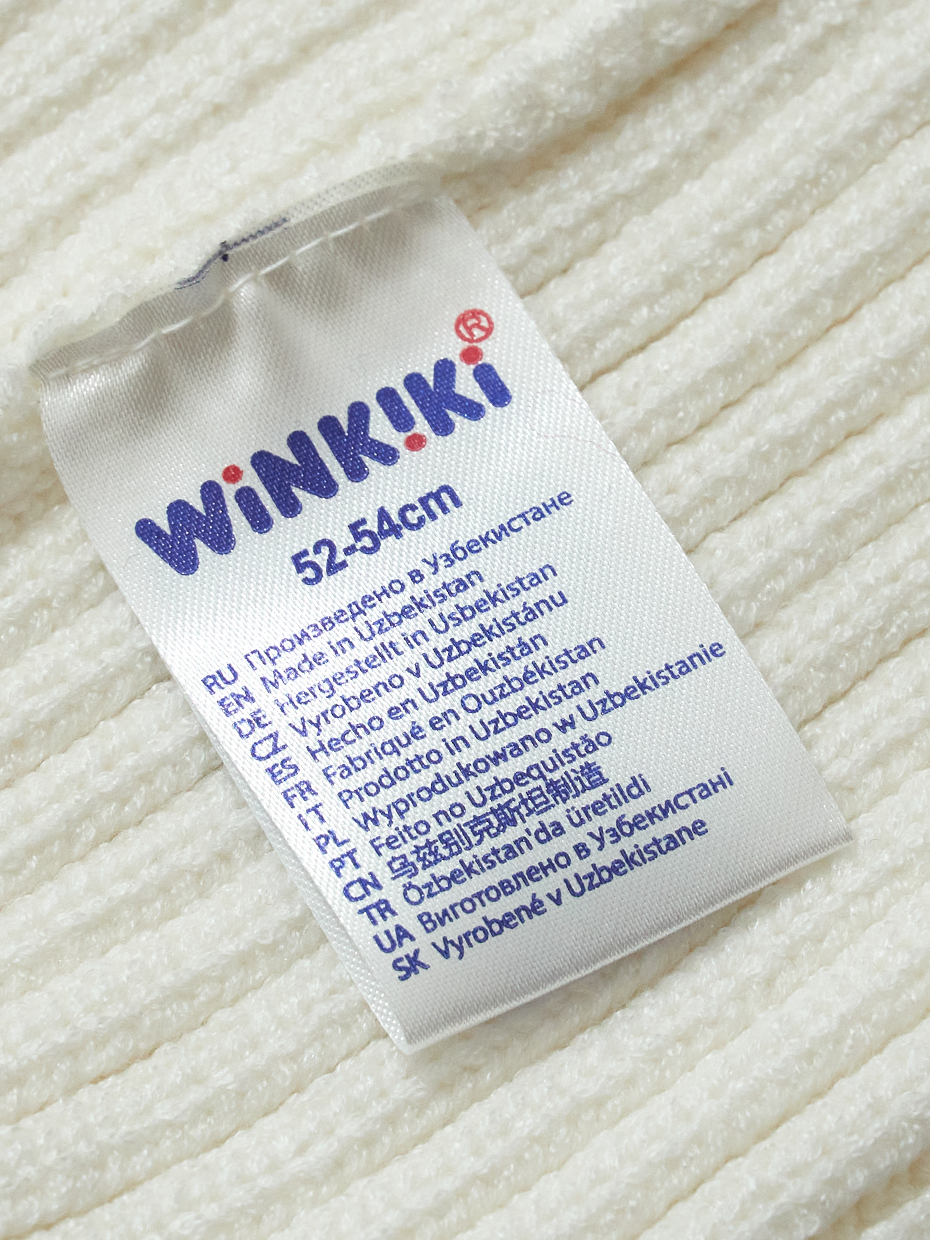 WiNK!Ki®
52-54cm
RU Произведено в Узбекистане
EN Made in Uzbekistan
DE Hergestellt in Usbekistan
CZ Vyrobeno v Uzbekistánu
ES Hecho en Uzbekistán
FR Fabriqué en Ouzbékistan
IT Prodotto in Uzbekistan
PL Wyprodukowano w Uzbekistanie
PT Feito no Uzbequistão
CN 乌兹别克斯坦制造
TR Özbekistan'da üretildi
UA Виготовлено в Узбекистані
SK Vyrobené v Uzbekistane